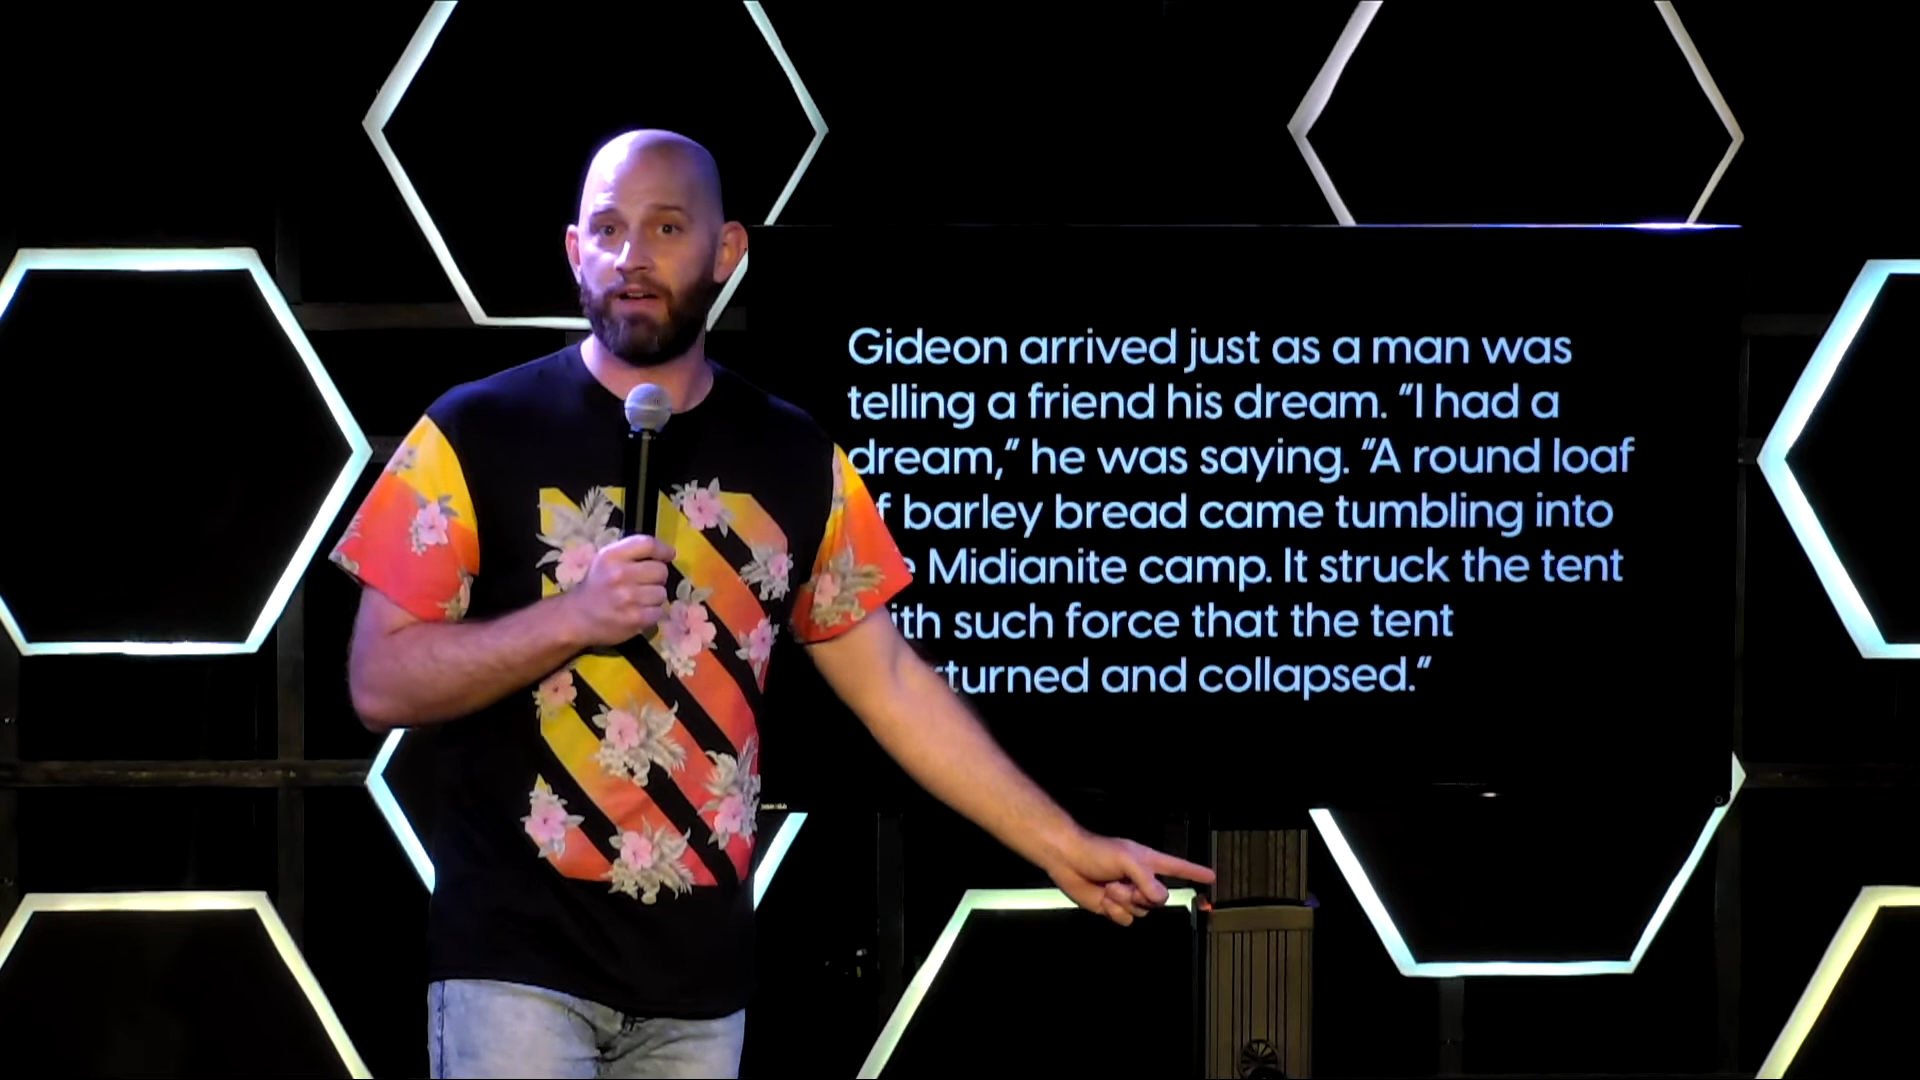 Gideon arrived just as a man was
telling a friend his dream. “I had a
dream,” he was saying. “A round loaf
barley bread came tumbling into
Midianite camp. It struck the tent
such force that the tent
and collapsed.”